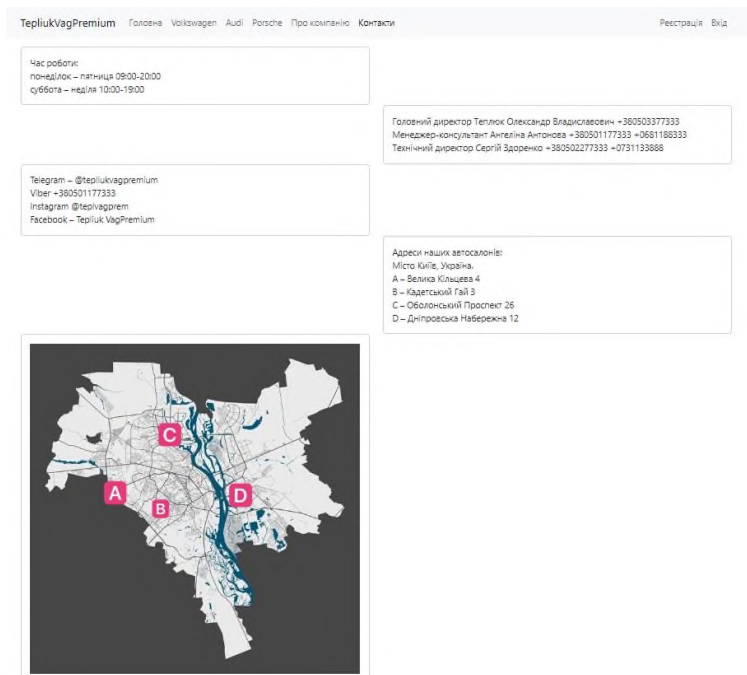 TepliukVagPremium Головна Volkswagen Audi Porsche Про компанію Контакти Реєстрація Вхід
Час роботи:
понеділок – пятниця 09:00-20:00
суббота – неділя 10:00-19:00
Головний директор Теплюк Олександр Владиславович +380503377333
Менеджер-консультант Ангеліна Антонова +380501177333 +0681188333
Технічний директор Сергій Здоренко +380502277333 +0731133888
Telegram – @tepliukvagpremium
Viber +380501177333
Instagram @teplvagprem
Facebook – Tepliuk VagPremium
Адреси наших автосалонів:
Місто Київ, Україна.
A – Велика Кільцева 4
B – Кадетський Гай 3
C – Оболонський Проспект 26
D – Дніпровська Набережна 12
C
A
D
B